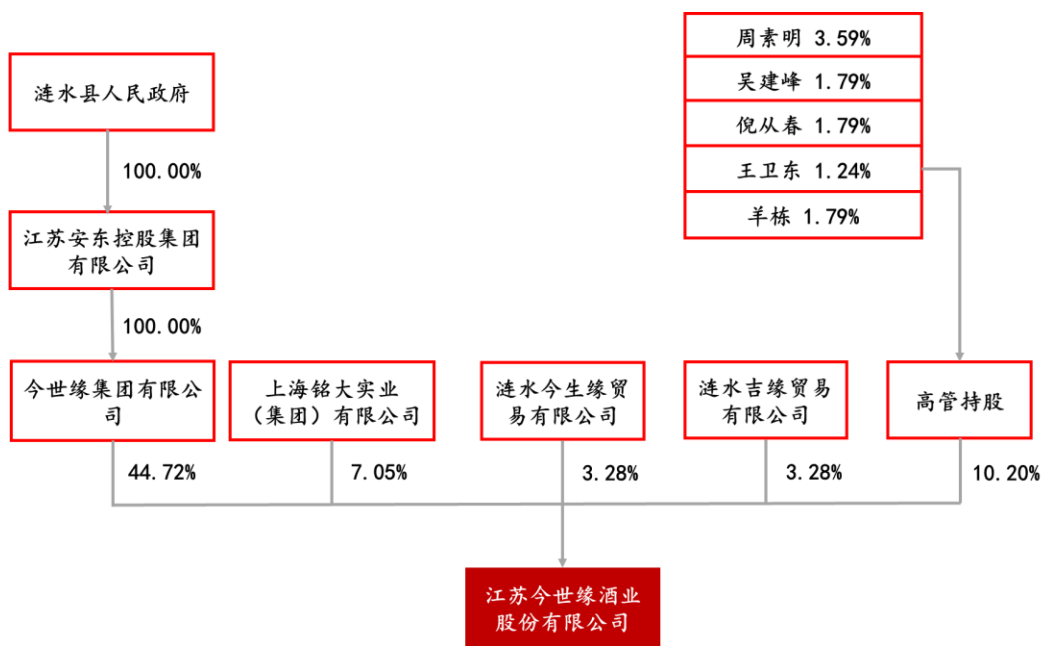 周素明 3.59%
吴建峰 1.79%
倪从春 1.79%
王卫东 1.24%
羊栋 1.79%
涟水县人民政府
100.00%
江苏安东控股集团
有限公司
100.00%
今世缘集团有限公
司
上海铭大实业
（集团）有限公司
涟水今生缘贸
易有限公司
涟水吉缘贸易
有限公司
高管持股
44.72%
7.05%
3.28%
3.28%
10.20%
江苏今世缘酒业
股份有限公司